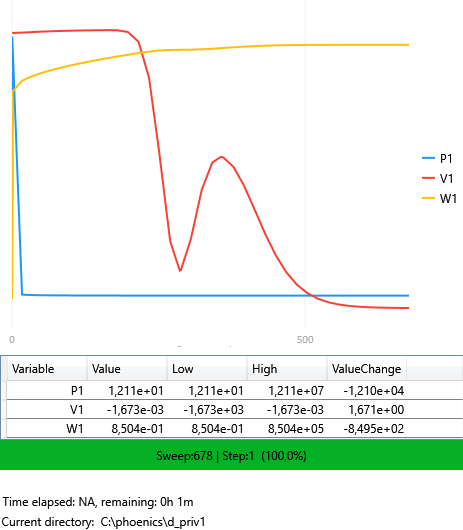 P1
V1
W1
0 500
Variable Value Low High ValueChange
P1 1,211e+01 1,211e+01 1,211e+07 -1,210e+04
V1 -1,673e-03 -1,673e+03 -1,673e-03 1,671e+00
W1 8,504e-01 8,504e-01 8,504e+05 -8,495e+02
Sweep:678 | Step:1 (100,0%)
Time elapsed: NA, remaining: 0h 1m
Current directory: C:\phoenics\d_priv1